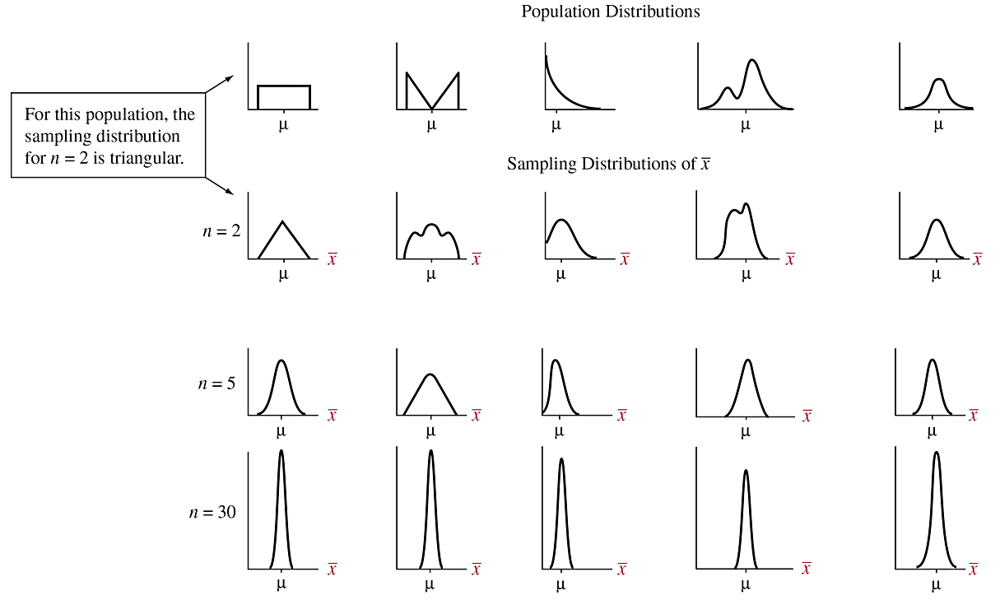 Population Distributions
μ μ μ μ μ
For this population, the
sampling distribution
for n = 2 is triangular.
Sampling Distributions of x̅
n = 2
x̅ x̅ x̅ x̅ x̅
μ μ μ μ μ
n = 5
x̅ x̅ x̅ x̅ x̅
μ μ μ μ μ
n = 30
x̅ x̅ x̅ x̅ x̅
μ μ μ μ μ